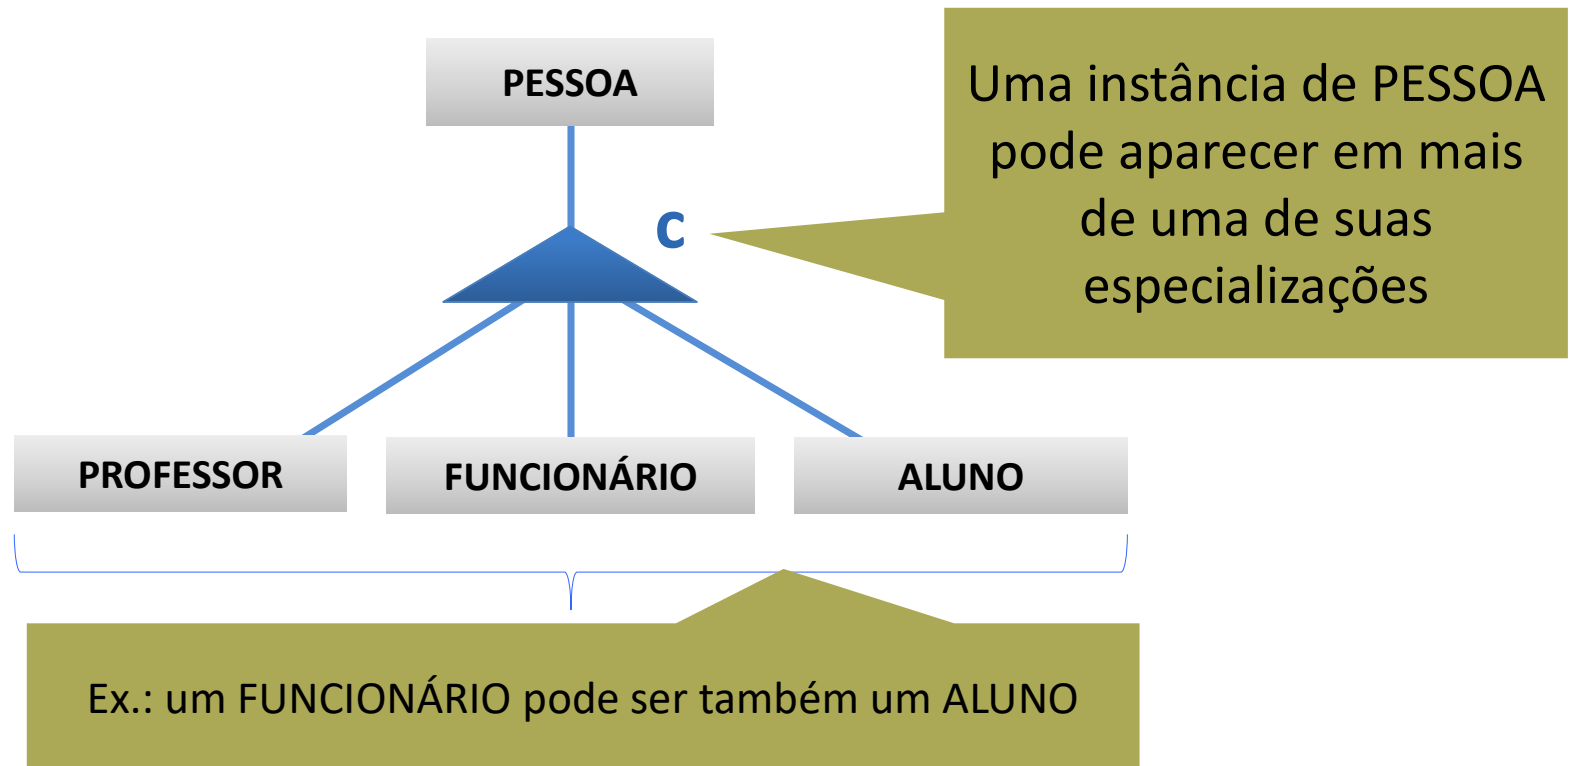 PESSOA
Uma instância de PESSOA
pode aparecer em mais
de uma de suas
especializações
C
PROFESSOR
FUNCIONÁRIO
ALUNO
Ex.: um FUNCIONÁRIO pode ser também um ALUNO